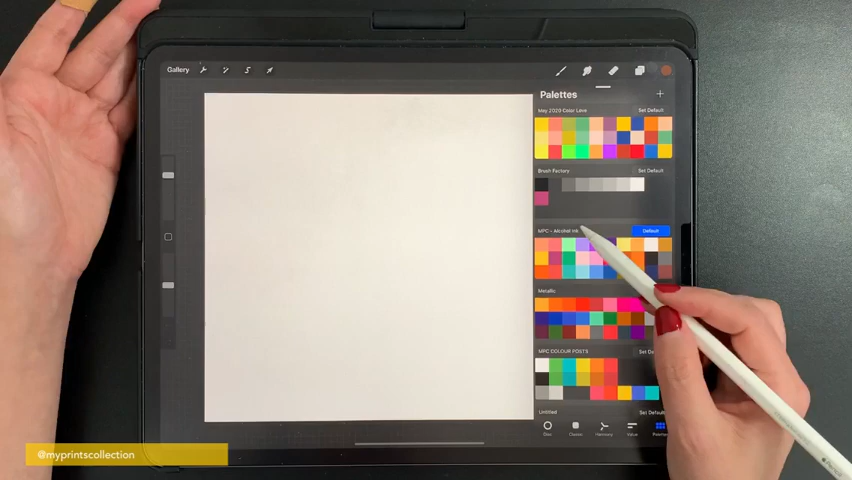 Gallery
Palettes
May 2020 Color Love
Set Default
Brush Factory
Set Default
MPC - Alcohol Ink
Default
Metallic
MPC COLOUR POSTS
Untitled
Set Default
Disc
Classic
Harmony
Value
@myprintscollection